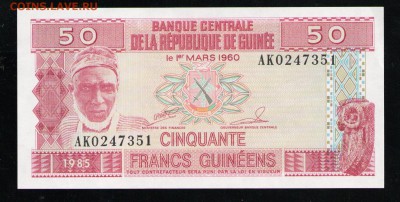 COINS.LAVE.RU
BANQUE CENTRALE
50 DE LA RÉPUBLIQUE DE GUINÉE 50
le 1er MARS 1960
AK0247351
AK0247351
CINQUANTE
1985 FRANCS GUINÉENS